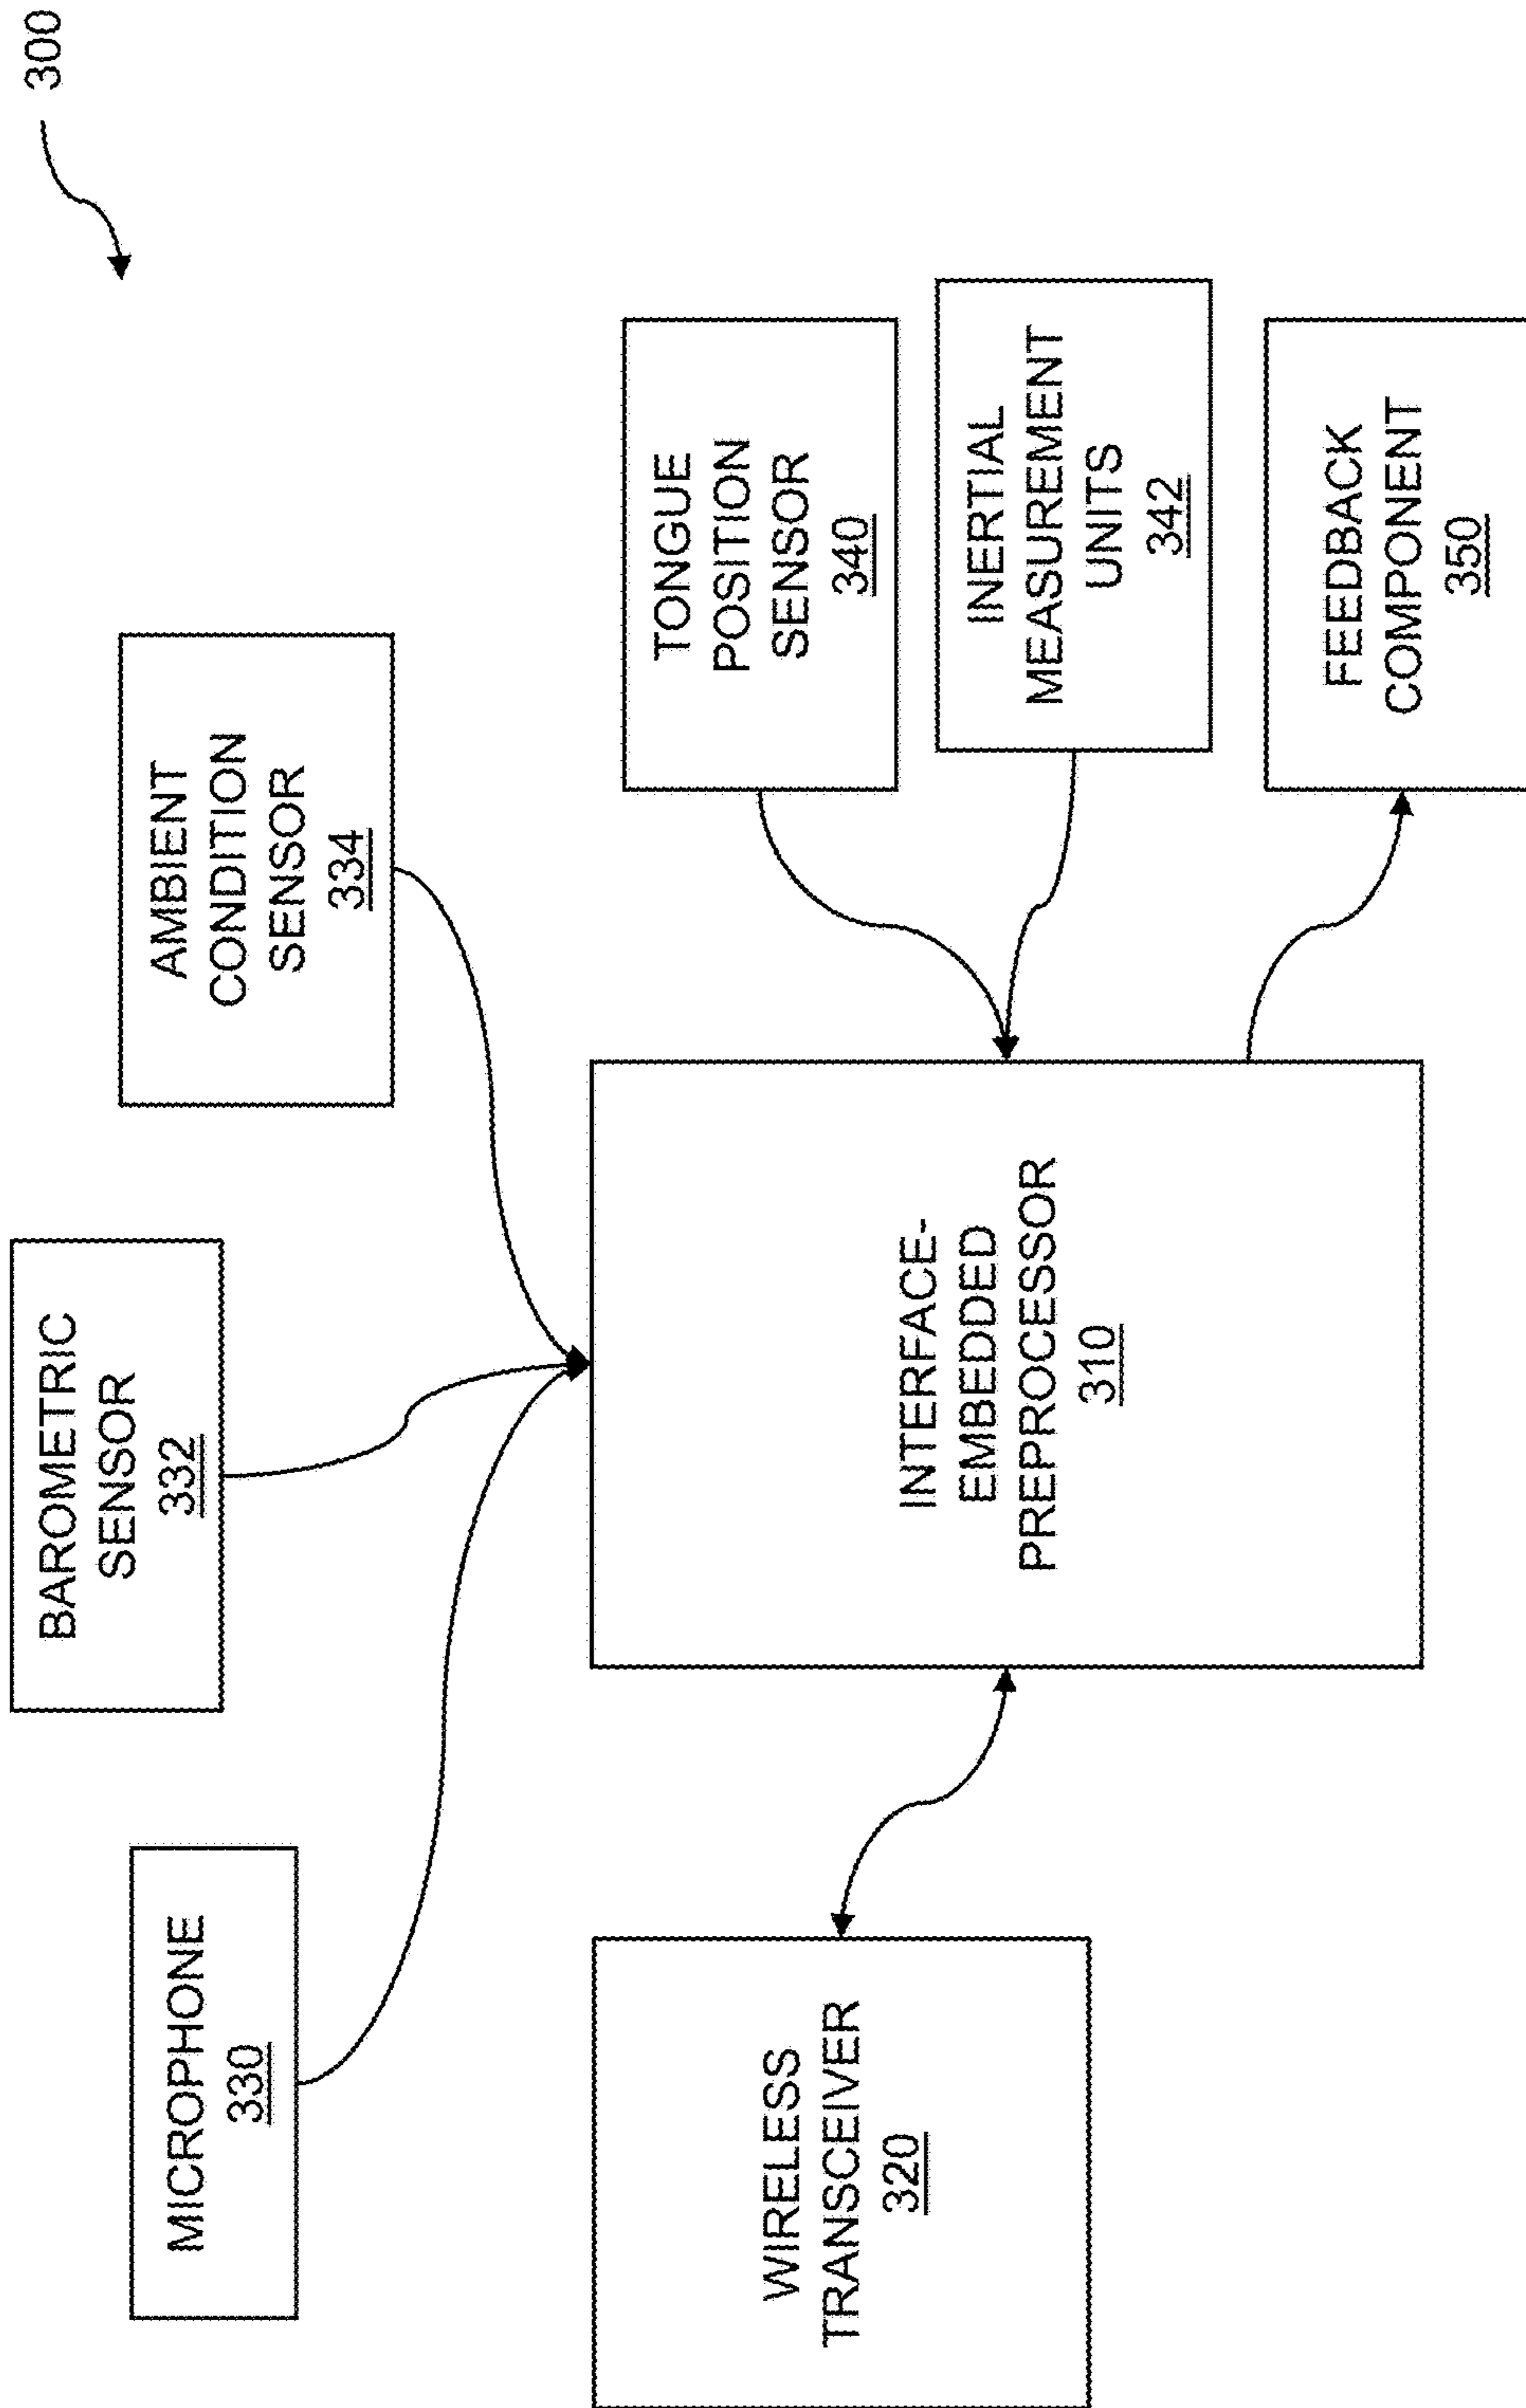 300
MICROPHONE
330
BAROMETRIC
SENSOR
332
AMBIENT
CONDITION
SENSOR
334
WIRELESS
TRANSCEIVER
320
INTERFACE-
EMBEDDED
PREPROCESSOR
310
TONGUE
POSITION
SENSOR
340
INERTIAL
MEASUREMENT
UNITS
342
FEEDBACK
COMPONENT
350